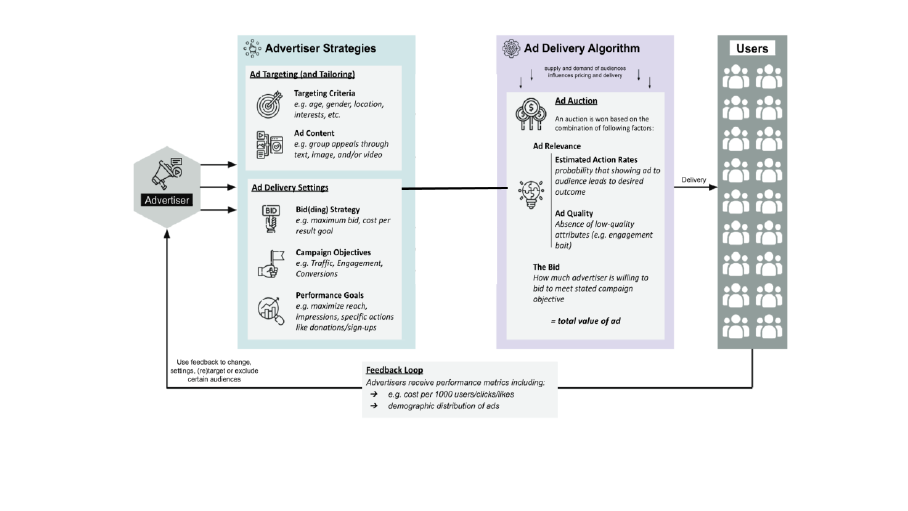 Advertiser Strategies
Ad Targeting (and Tailoring)
Targeting Criteria
e.g. age, gender, location,
interests, etc.
Ad Content
e.g. group appeals through
text, image, and/or video
Advertiser
Ad Delivery Settings
BID
Bid(ding) Strategy
e.g. maximum bid, cost per
result goal
Campaign Objectives
e.g. Traffic, Engagement,
Conversions
Performance Goals
e.g. maximize reach,
impressions, specific actions
like donations/sign-ups
Ad Delivery Algorithm
supply and demand of audiences
influences pricing and delivery
Ad Auction
An auction is won based on the
combination of following factors:
Ad Relevance
Estimated Action Rates
probability that showing ad to
audience leads to desired
outcome
Ad Quality
Absence of low-quality
attributes (e.g. engagement
bait)
The Bid
How much advertiser is willing to
bid to meet stated campaign
objective
= total value of ad
Delivery
Users
Use feedback to change,
settings, (re)target or exclude
certain audiences
Feedback Loop
Advertisers receive performance metrics including:
→ e.g. cost per 1000 users/clicks/likes
→ demographic distribution of ads